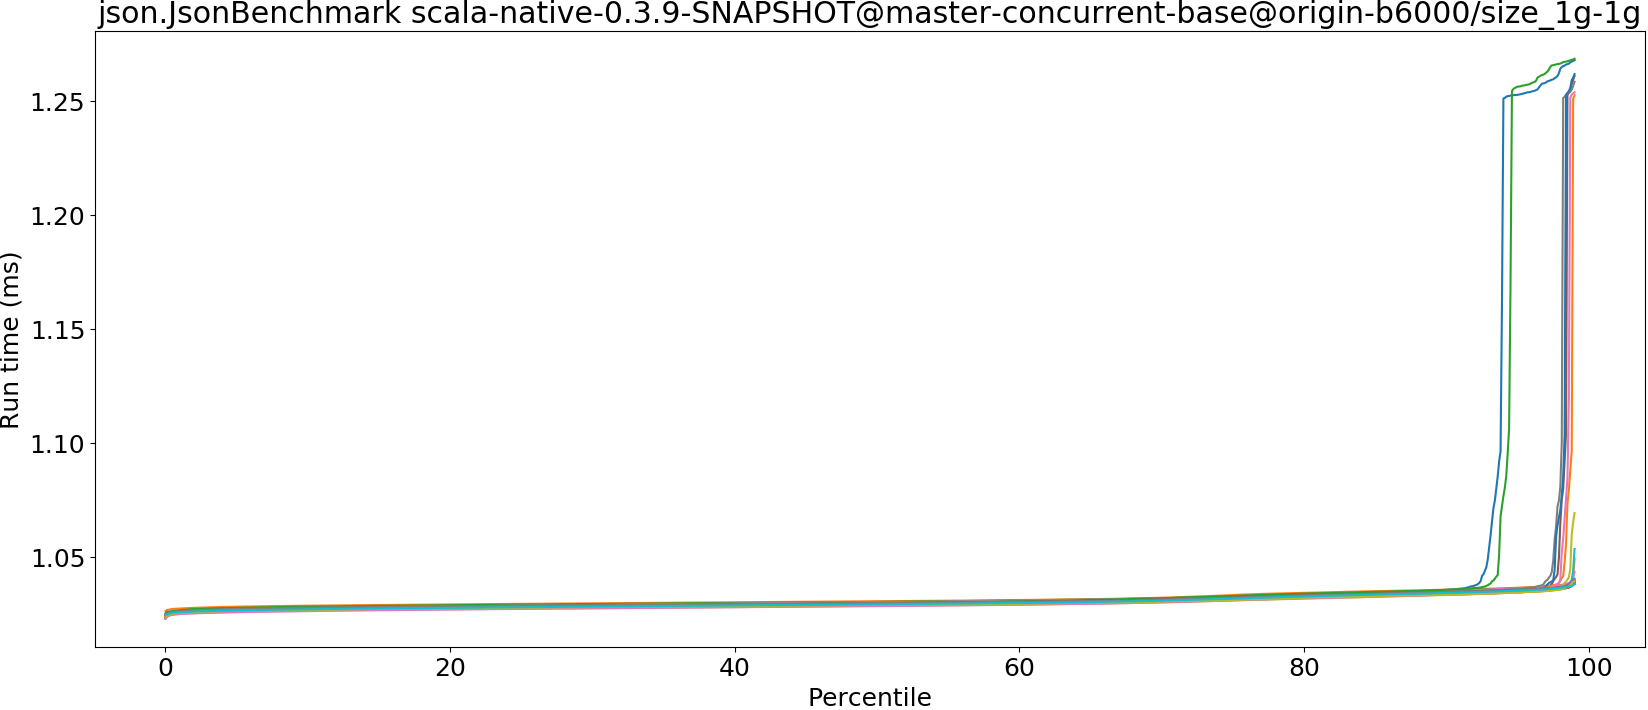 json.JsonBenchmark scala-native-0.3.9-SNAPSHOT@master-concurrent-base@origin-b6000/size_1g-1g
1.25
1.20
1.15
1.10
1.05
Run time (ms)
0 20 40 60 80 100
Percentile